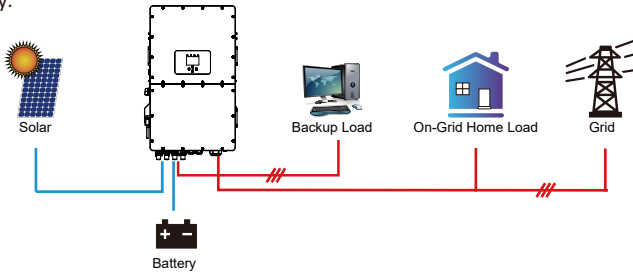 y.
Solar
Backup Load
On-Grid Home Load
Grid
Battery